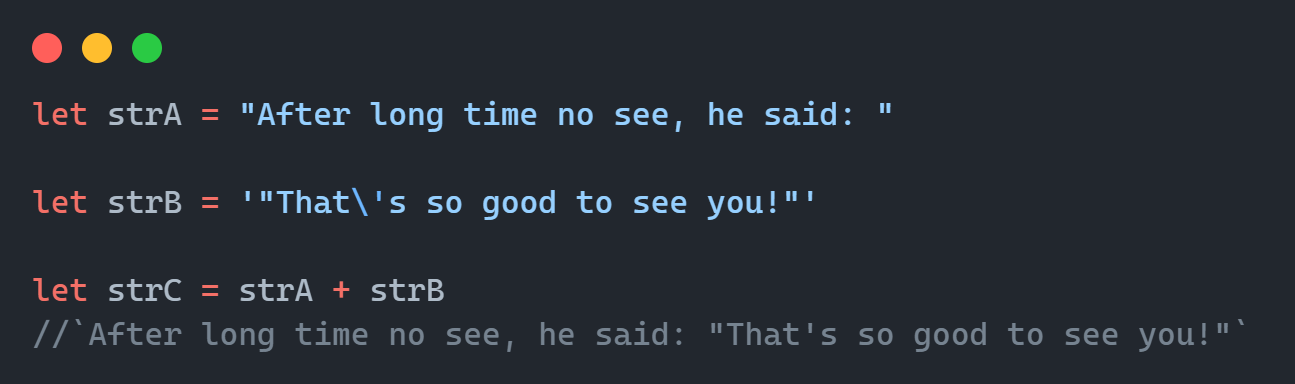 let strA = "After long time no see, he said: "
let strB = '"That\'s so good to see you!"'
let strC = strA + strB
//`After long time no see, he said: "That's so good to see you!"`